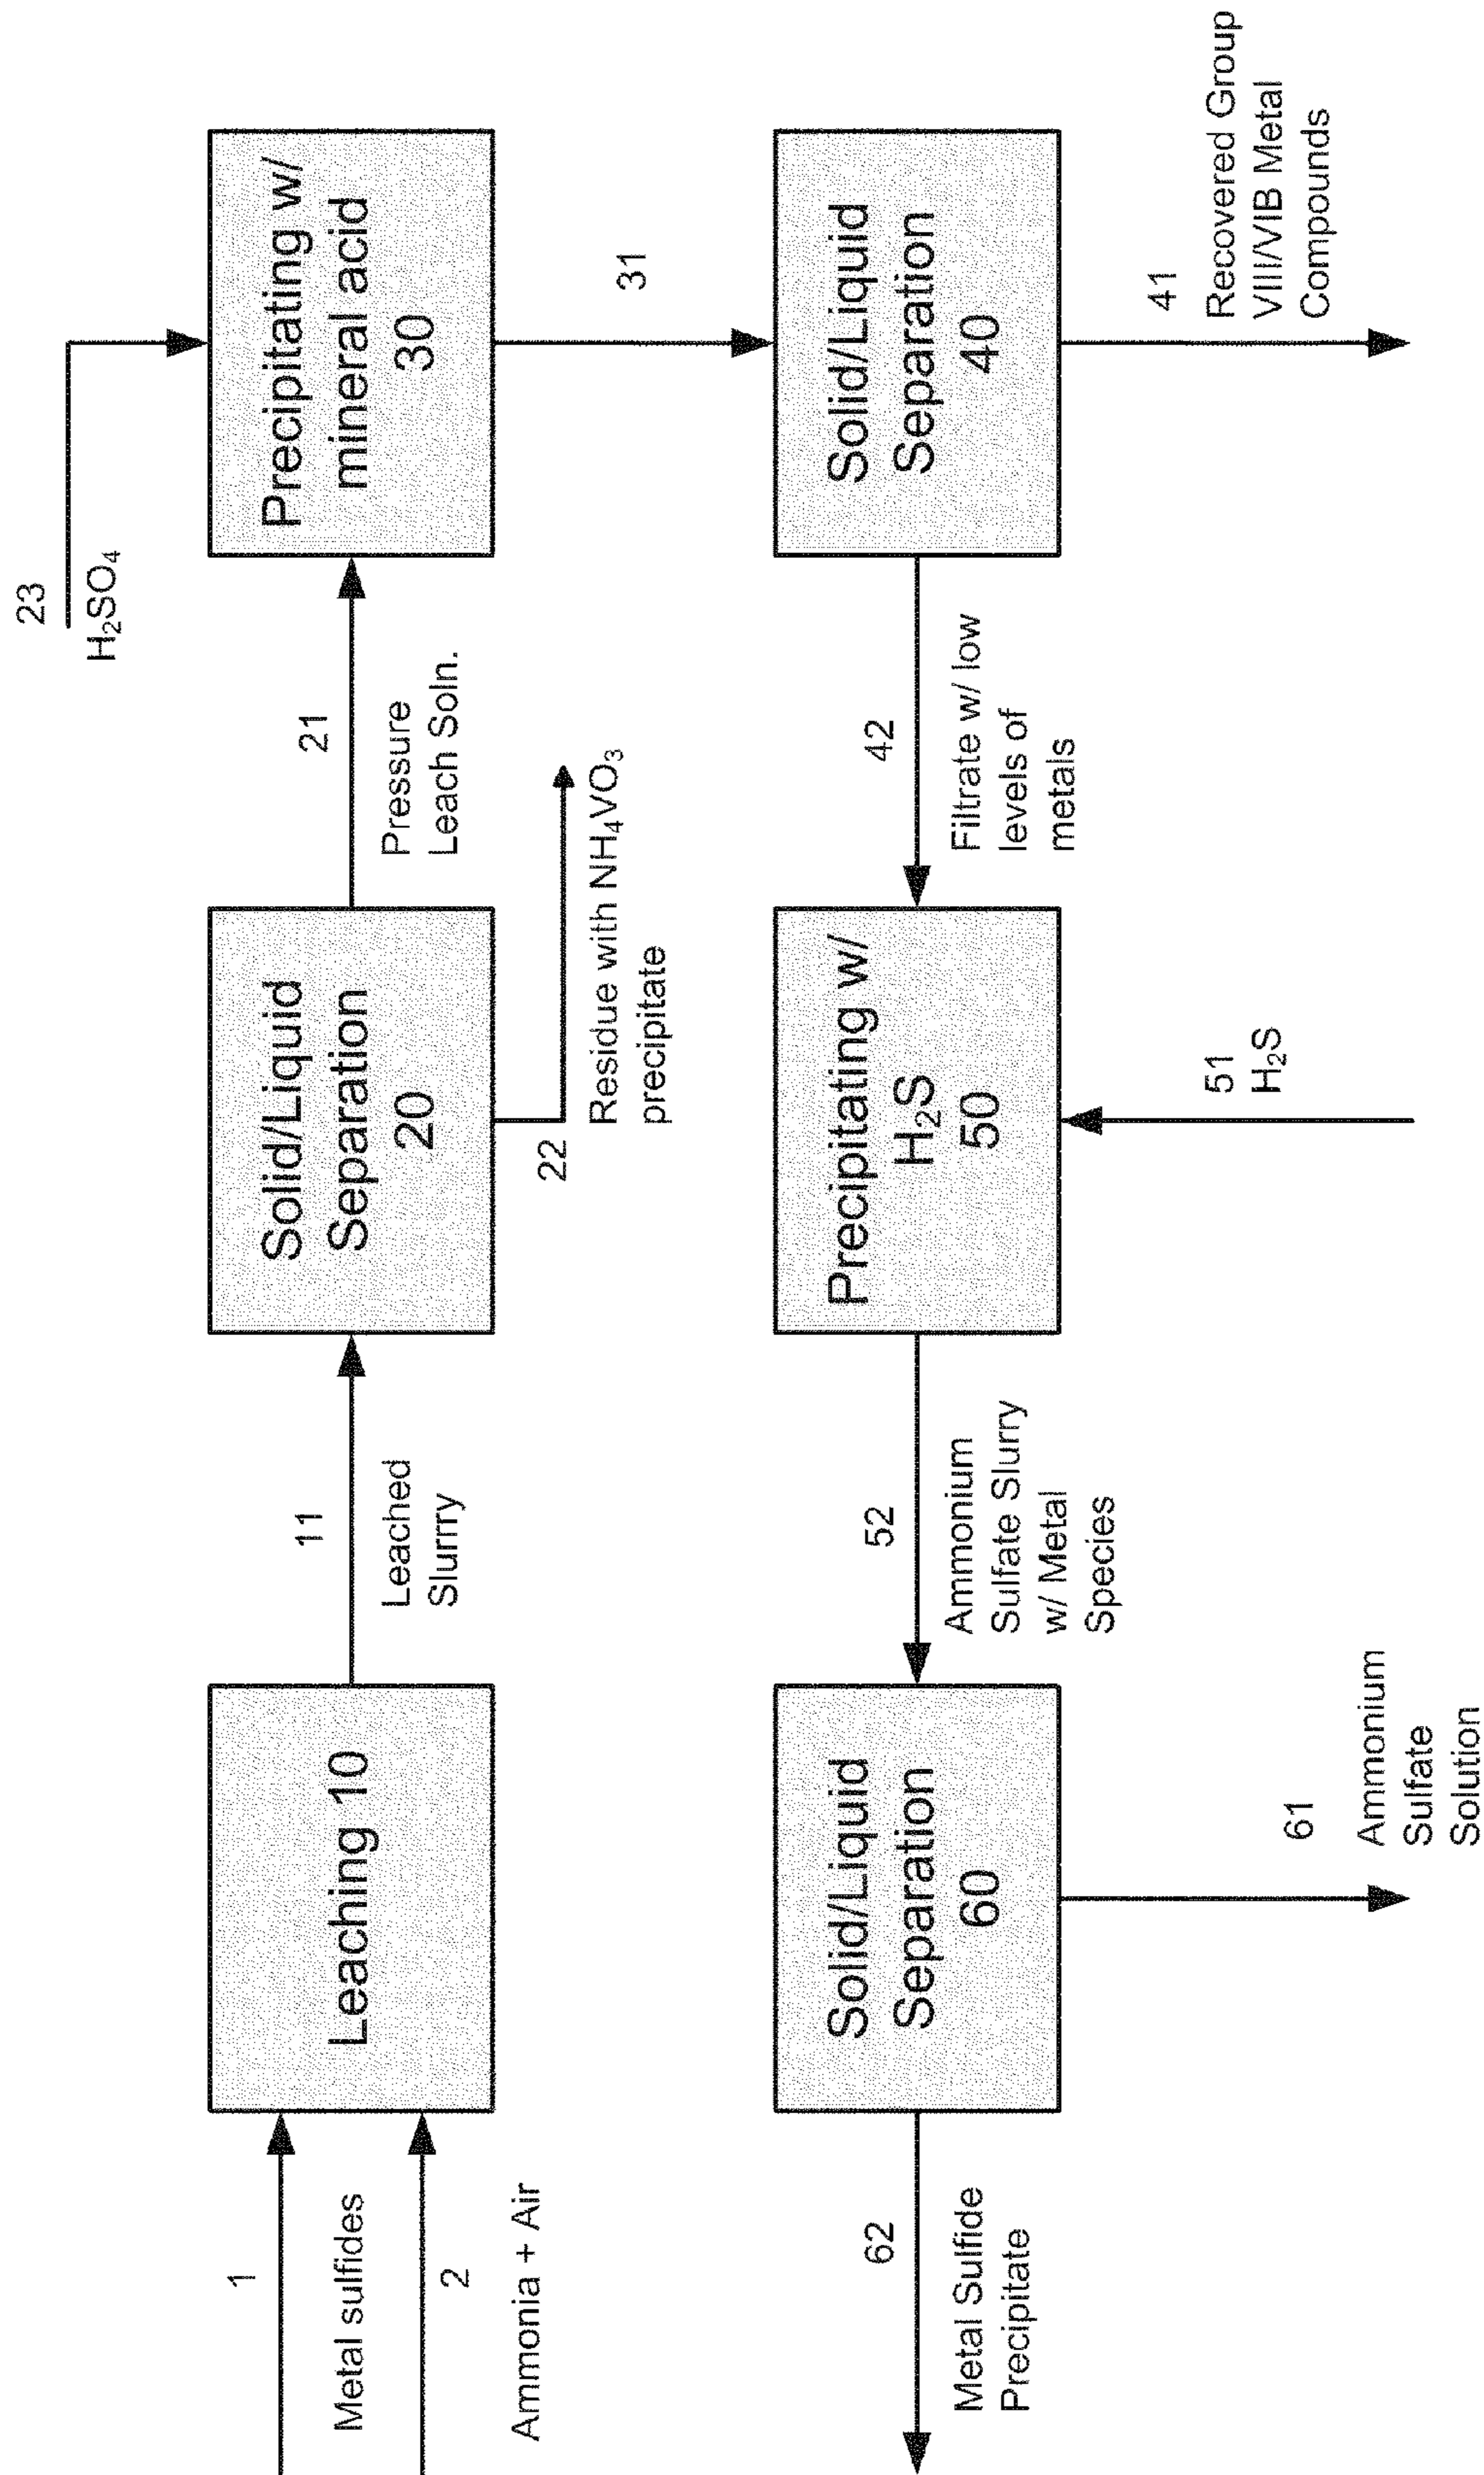 23
H₂SO₄
1
Metal sulfides
2
Ammonia + Air
Leaching 10
11
Leached
Slurrry
Solid/Liquid
Separation
20
22
Residue with NH₄VO₃
precipitate
21
Pressure
Leach Soln.
Precipitating w/
mineral acid
30
31
Solid/Liquid
Separation
40
41
Recovered Group
VIII/VIB Metal
Compounds
42
Filtrate w/ low
levels of
metals
Precipitating w/
H₂S
50
51
H₂S
52
Ammonium
Sulfate Slurry
w/ Metal
Species
Solid/Liquid
Separation
60
61
Ammonium
Sulfate
Solution
62
Metal Sulfide
Precipitate